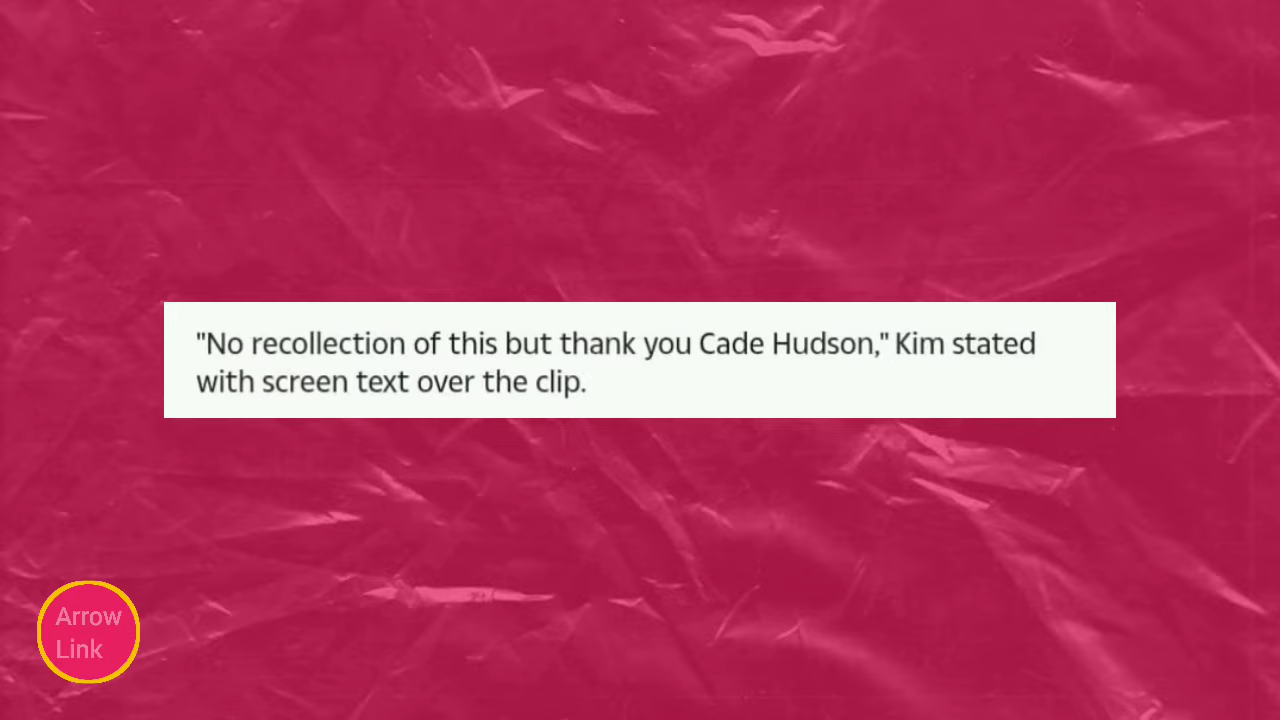 "No recollection of this but thank you Cade Hudson," Kim stated
with screen text over the clip.
Arrow
Link